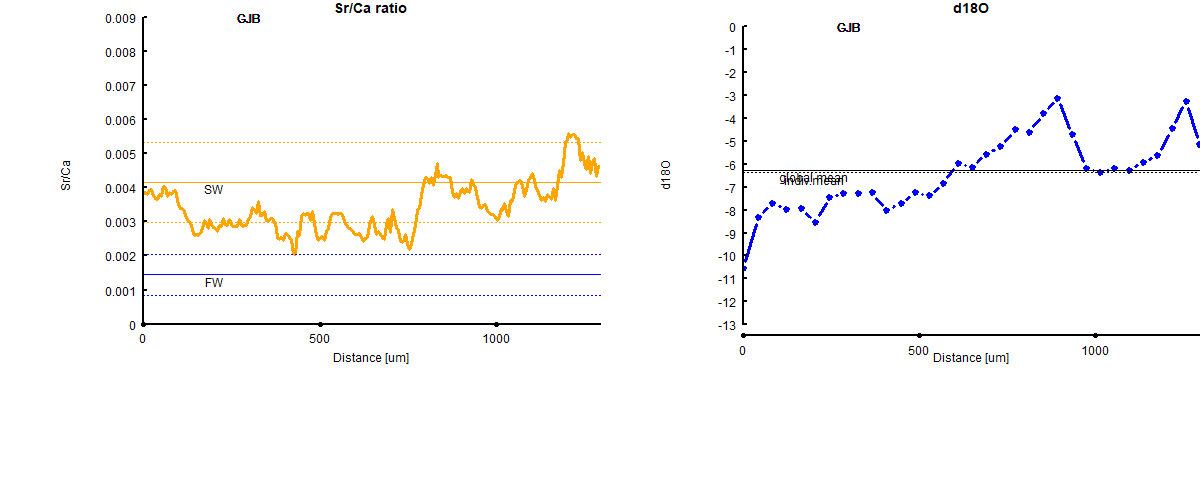 Sr/Ca ratio
GJB
0.009
0.008
0.007
0.006
0.005
0.004
0.003
0.002
0.001
0
Sr/Ca
SW
FW
0 500 1000
Distance [um]
d18O
GJB
0
-1
-2
-3
-4
-5
-6
-7
-8
-9
-10
-11
-12
-13
d18O
global mean
indiv.mean
0 500 1000
Distance [um]